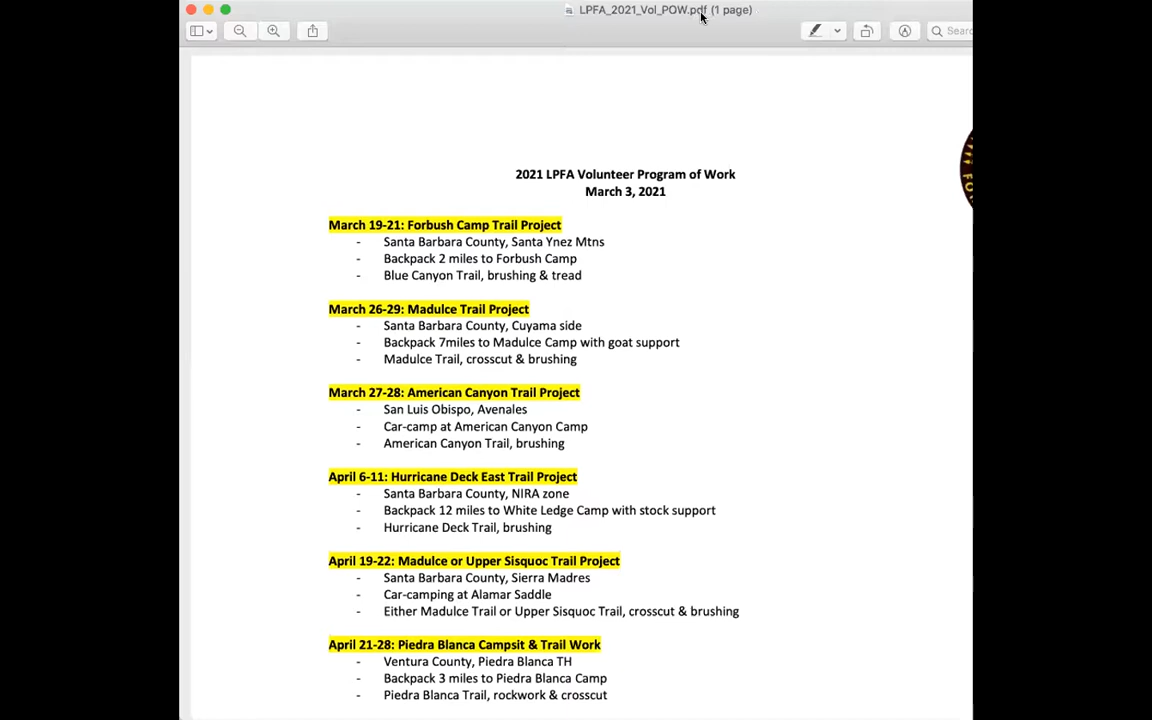 LPFA_2021_Vol_POW.pdf (1 page)
2021 LPFA Volunteer Program of Work
March 3, 2021
March 19-21: Forbush Camp Trail Project
- Santa Barbara County, Santa Ynez Mtns
- Backpack 2 miles to Forbush Camp
- Blue Canyon Trail, brushing & tread
March 26-29: Madulce Trail Project
- Santa Barbara County, Cuyama side
- Backpack 7miles to Madulce Camp with goat support
- Madulce Trail, crosscut & brushing
March 27-28: American Canyon Trail Project
- San Luis Obispo, Avenales
- Car-camp at American Canyon Camp
- American Canyon Trail, brushing
April 6-11: Hurricane Deck East Trail Project
- Santa Barbara County, NIRA zone
- Backpack 12 miles to White Ledge Camp with stock support
- Hurricane Deck Trail, brushing
April 19-22: Madulce or Upper Sisquoc Trail Project
- Santa Barbara County, Sierra Madres
- Car-camping at Alamar Saddle
- Either Madulce Trail or Upper Sisquoc Trail, crosscut & brushing
April 21-28: Piedra Blanca Campsit & Trail Work
- Ventura County, Piedra Blanca TH
- Backpack 3 miles to Piedra Blanca Camp
- Piedra Blanca Trail, rockwork & crosscut